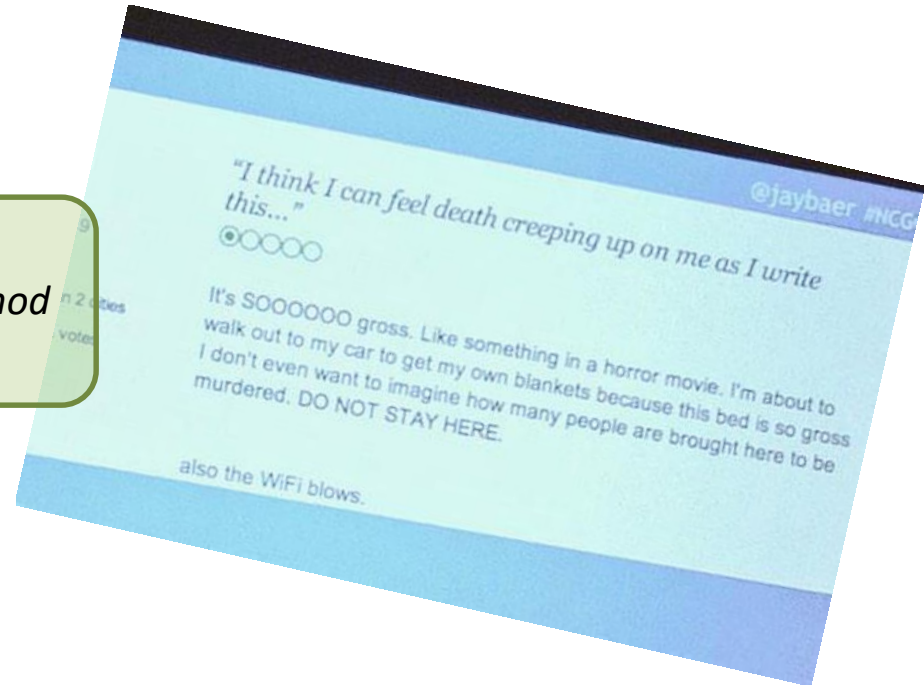 @jaybaer #NCG
“I think I can feel death creeping up on me as I write
this...”
9
nod
n 2 cities
votes
It's SOOOOOO gross. Like something in a horror movie. I'm about to
walk out to my car to get my own blankets because this bed is so gross
I don't even want to imagine how many people are brought here to be
murdered. DO NOT STAY HERE.
also the WiFi blows.